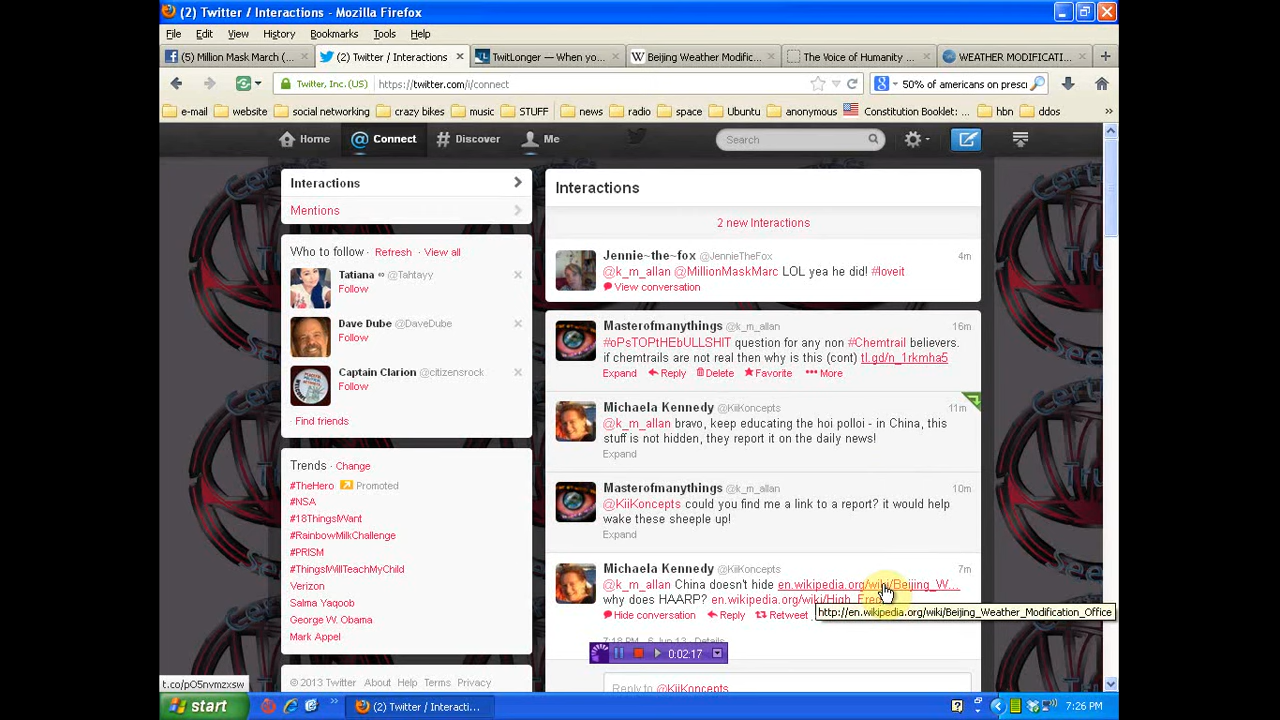 (2) Twitter / Interactions - Mozilla Firefox
File Edit View History Bookmarks Tools Help
(5) Million Mask March (... (2) Twitter / Interactions TwitLonger — When yo... Beijing Weather Modific... The Voice of Humanity ... WEATHER MODIFICATI...
Twitter, Inc. (US) https://twitter.com/i/connect 50% of americans on prescr
e-mail website social networking crazy bikes music STUFF news radio space Ubuntu anonymous Constitution Booklet: ... hbn ddos
Home Connect Discover Me Search
Interactions
Mentions
Who to follow · Refresh · View all
Tatiana @Tahtayy
Follow
Dave Dube @DaveDube
Follow
Captain Clarion @citizensrock
Follow
Find friends
Trends · Change
#TheHero Promoted
#NSA
#18ThingsIWant
#RainbowMilkChallenge
#PRISM
#ThingsWillTeachMyChild
Verizon
Salma Yaqoob
George W. Obama
Mark Appel
© 2013 Twitter About Help Terms Privacy
Interactions
2 new Interactions
Jennie~the~fox @JennieTheFox 4m
@k_m_allan @MillionMaskMarc LOL yea he did! #loveit
View conversation
Masterofmanythings @k_m_allan 16m
#oPsTOPtHEbULLSHIT question for any non #Chemtrail believers.
if chemtrails are not real then why is this (cont) tl.gd/n_1rkmha5
Expand Reply Delete Favorite More
Michaela Kennedy @KiiKoncepts 11m
@k_m_allan bravo, keep educating the hoi polloi - in China, this
stuff is not hidden, they report it on the daily news!
Expand
Masterofmanythings @k_m_allan 10m
@KiiKoncepts could you find me a link to a report? it would help
wake these sheeple up!
Expand
Michaela Kennedy @KiiKoncepts 7m
@k_m_allan China doesn't hide en.wikipedia.org/wiki/Beijing_W...
why does HAARP? en.wikipedia.org/wiki/High_Freq
http://en.wikipedia.org/wiki/Beijing_Weather_Modification_Office
Hide conversation Reply Retweet
7:18 PM - 6 Jun 13 · Details
0:02:17
Reply to @KiiKoncepts
t.co/pO5nvmzxsw
start (2) Twitter / Interacti... 7:26 PM